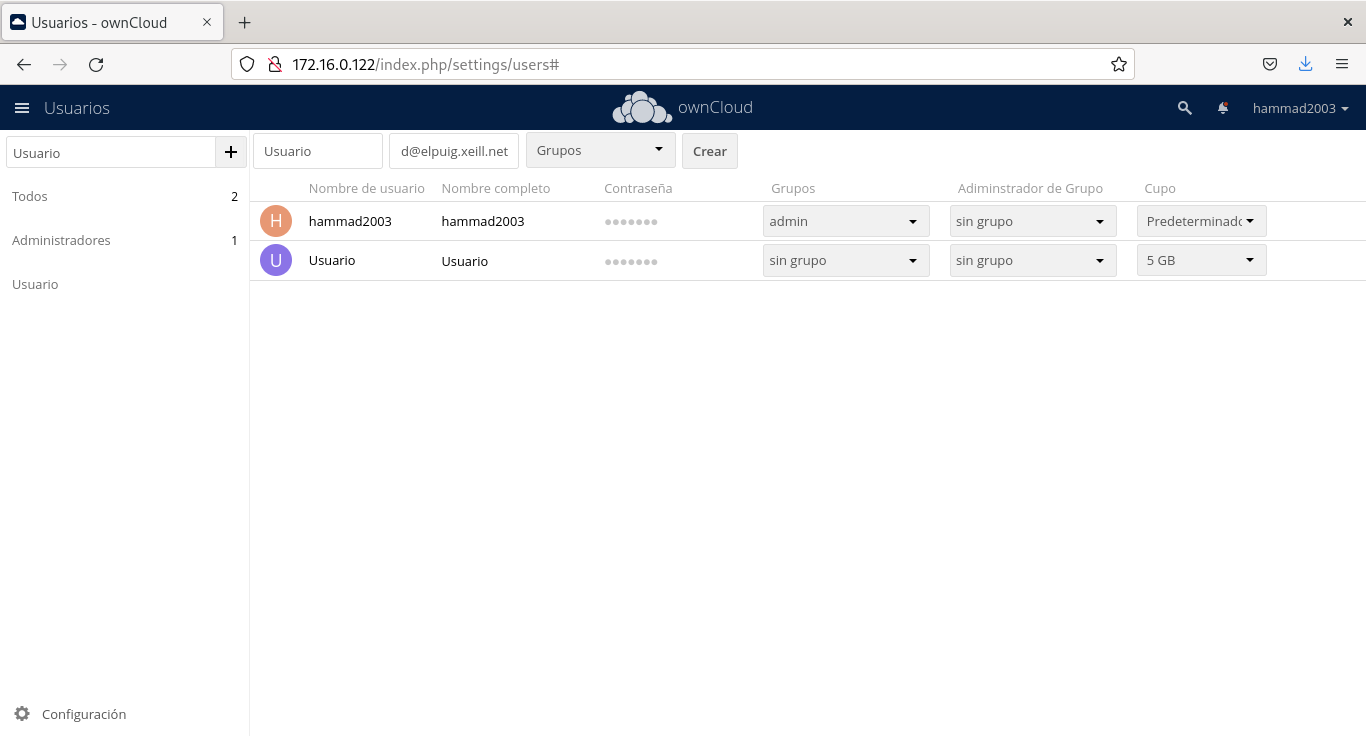 Usuarios - ownCloud
172.16.0.122/index.php/settings/users#
Usuarios
ownCloud
hammad2003
Usuario
Usuario
d@elpuig.xeill.net
Grupos
Crear
Todos 2
Administradores 1
Usuario
Nombre de usuario Nombre completo Contraseña Grupos Adminstrador de Grupo Cupo
H hammad2003 hammad2003 admin sin grupo Predeterminado
U Usuario Usuario sin grupo sin grupo 5 GB
Configuración